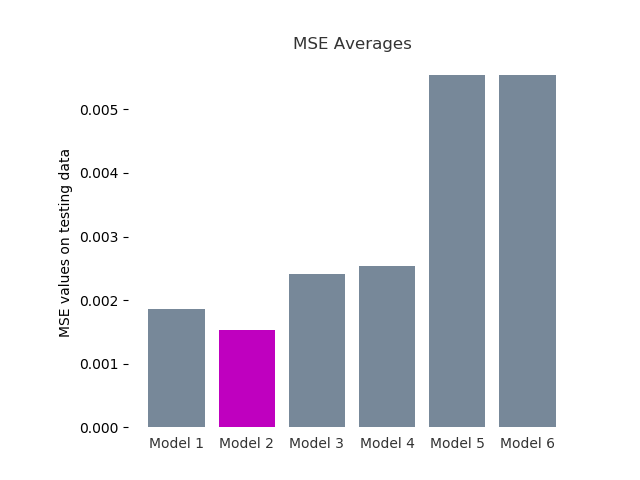 MSE Averages
MSE values on testing data
0.005
0.004
0.003
0.002
0.001
0.000
Model 1 Model 2 Model 3 Model 4 Model 5 Model 6